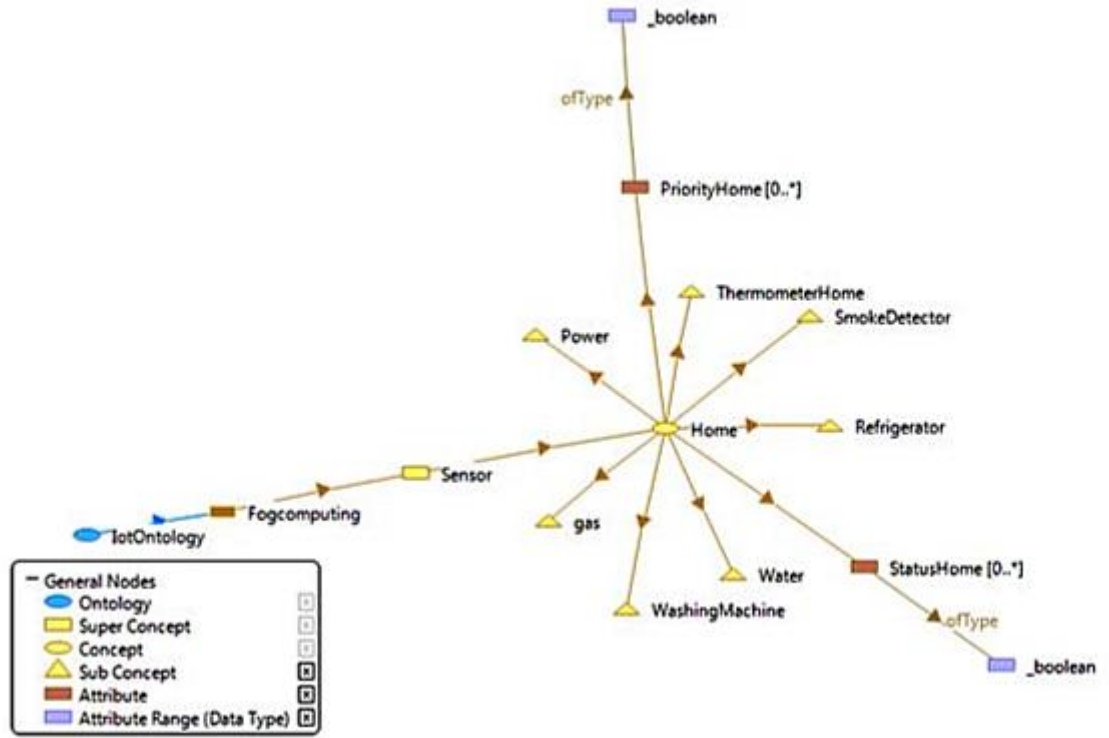 _boolean
ofType
PriorityHome [0..*]
ThermometerHome
SmokeDetector
Power
Home
Refrigerator
Sensor
Fogcomputing
gas
IotOntology
Water
StatusHome [0..*]
WashingMachine
ofType
_boolean
− General Nodes
Ontology
Super Concept
Concept
Sub Concept
Attribute
Attribute Range (Data Type)